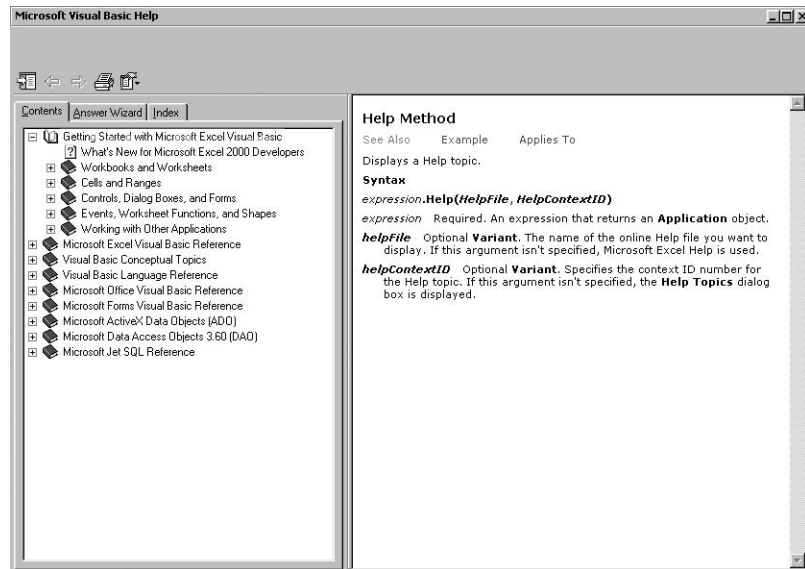 Microsoft Visual Basic Help
Contents Answer Wizard Index
Getting Started with Microsoft Excel Visual Basic
What's New for Microsoft Excel 2000 Developers
Workbooks and Worksheets
Cells and Ranges
Controls, Dialog Boxes, and Forms
Events, Worksheet Functions, and Shapes
Working with Other Applications
Microsoft Excel Visual Basic Reference
Visual Basic Conceptual Topics
Visual Basic Language Reference
Microsoft Office Visual Basic Reference
Microsoft Forms Visual Basic Reference
Microsoft ActiveX Data Objects (ADO)
Microsoft Data Access Objects 3.60 (DAO)
Microsoft Jet SQL Reference
Help Method
See Also Example Applies To
Displays a Help topic.
Syntax
expression.Help(HelpFile, HelpContextID)
expression Required. An expression that returns an Application object.
helpFile Optional Variant. The name of the online Help file you want to
display. If this argument isn't specified, Microsoft Excel Help is used.
helpContextID Optional Variant. Specifies the context ID number for
the Help topic. If this argument isn't specified, the Help Topics dialog
box is displayed.